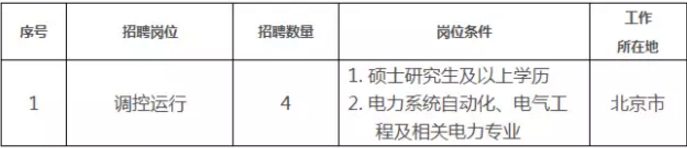 序号 招聘岗位 招聘数量 岗位条件 工作
所在地
1 调控运行 4 1. 硕士研究生及以上学历
2. 电力系统自动化、电气工
程及相关电力专业 北京市